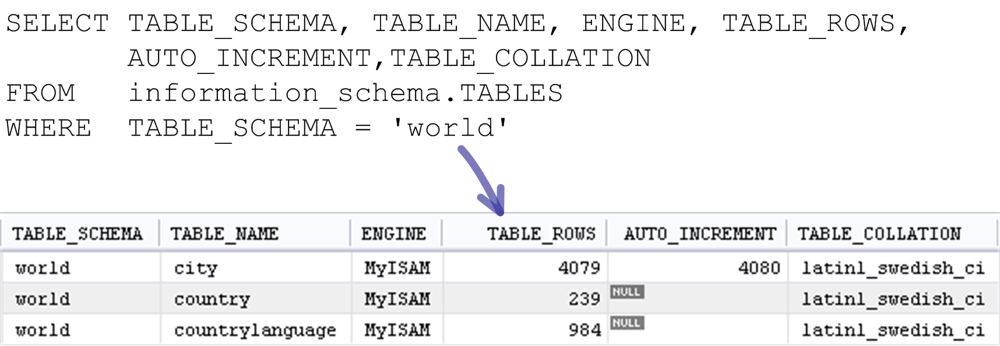 SELECT TABLE_SCHEMA, TABLE_NAME, ENGINE, TABLE_ROWS,
AUTO_INCREMENT,TABLE_COLLATION
FROM information_schema.TABLES
WHERE TABLE_SCHEMA = 'world'
TABLE_SCHEMA TABLE_NAME ENGINE TABLE_ROWS AUTO_INCREMENT TABLE_COLLATION
world city MyISAM 4079 4080 latin1_swedish_ci
world country MyISAM 239 NULL latin1_swedish_ci
world countrylanguage MyISAM 984 NULL latin1_swedish_ci